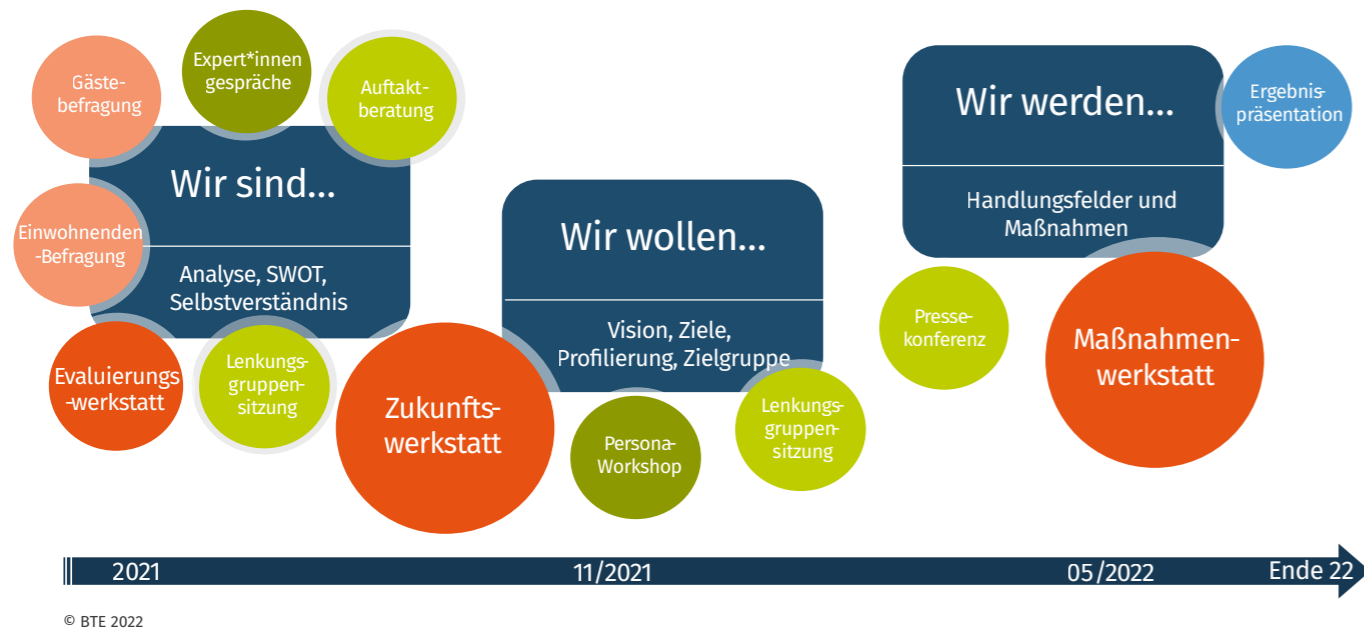 Gäste-
befragung
Expert*innen
gespräche
Auftakt-
beratung
Wir sind...
Analyse, SWOT,
Selbstverständnis
Einwohnenden
-Befragung
Evaluierungs
-werkstatt
Lenkungs-
gruppen-
sitzung
Zukunfts-
werkstatt
Wir wollen...
Vision, Ziele,
Profilierung, Zielgruppe
Persona-
Workshop
Lenkungs-
gruppen-
sitzung
Wir werden...
Handlungsfelder und
Maßnahmen
Ergebnis-
präsentation
Presse-
konferenz
Maßnahmen-
werkstatt
2021
11/2021
05/2022
Ende 22
© BTE 2022